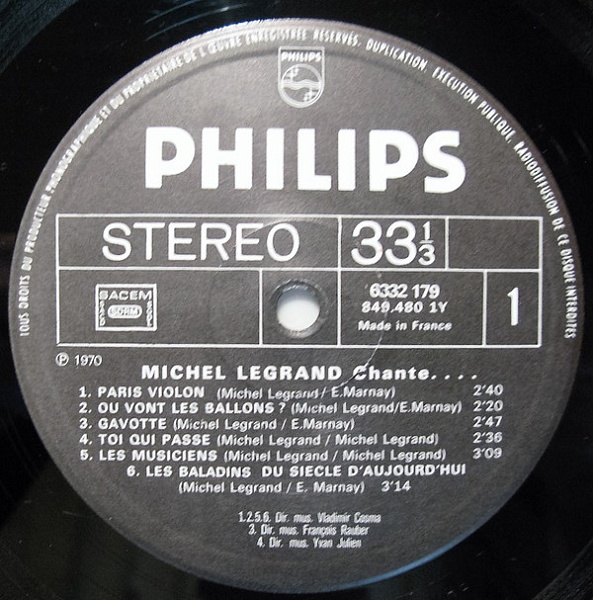 TOUS DROITS DU PRODUCTEUR PHONOGRAPHIQUE ET DU PROPRIÉTAIRE DE L'ŒUVRE ENREGISTRÉE RÉSERVÉS. DUPLICATION, EXÉCUTION PUBLIQUE, RADIODIFFUSION DE CE DISQUE INTERDITES
PHILIPS
PHILIPS
STEREO 33 1/3
SACEM
SDRM
6332 179
849.480 1Y
Made in France
1
℗ 1970
MICHEL LEGRAND Chante....
1. PARIS VIOLON (Michel Legrand / E.Marnay) 2'40
2. OU VONT LES BALLONS ? (Michel Legrand/E.Marnay) 2'20
3. GAVOTTE (Michel Legrand / E.Marnay) 2'47
4. TOI QUI PASSE (Michel Legrand / Michel Legrand) 2'36
5. LES MUSICIENS (Michel Legrand / Michel Legrand) 3'09
6. LES BALADINS DU SIECLE D'AUJOURD'HUI
(Michel Legrand / E. Marnay) 3'14
1.2.5.6. Dir. mus. Vladimir Cosma
3. Dir. mus. François Rauber
4. Dir. mus. Yvan Julien